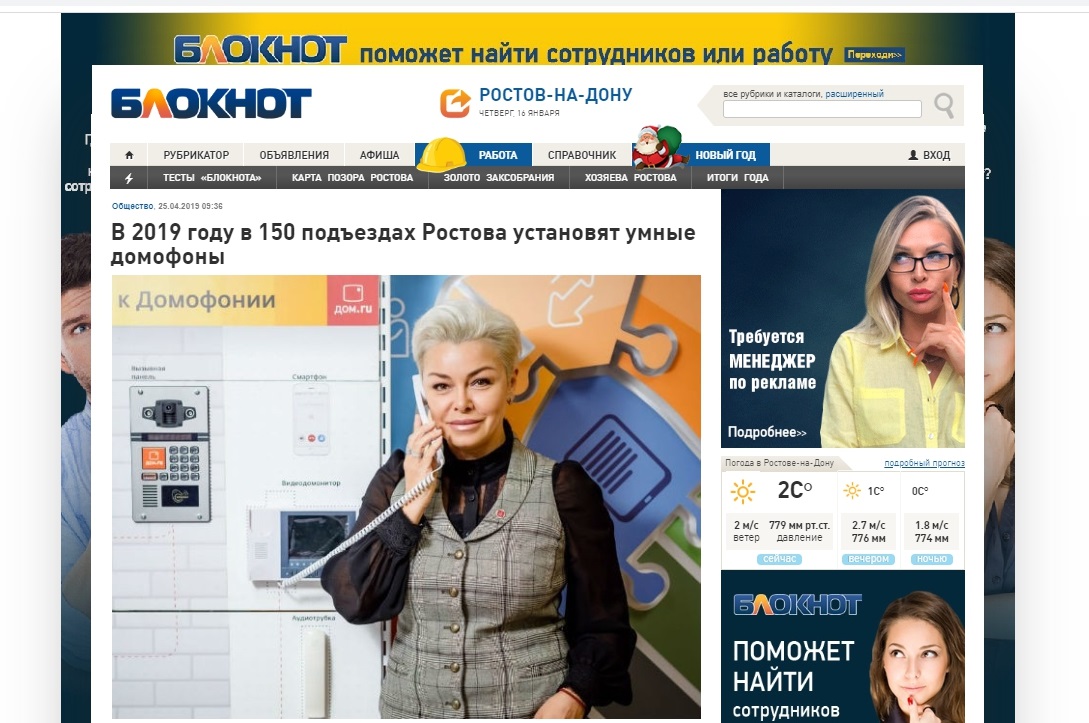 БЛОКНОТ поможет найти сотрудников или работу Переходи>>
БЛОКНОТ
РОСТОВ-НА-ДОНУ
ЧЕТВЕРГ, 16 ЯНВАРЯ
все рубрики и каталоги, расширенный
РУБРИКАТОР ОБЪЯВЛЕНИЯ АФИША РАБОТА СПРАВОЧНИК НОВЫЙ ГОД ВХОД
ТЕСТЫ «БЛОКНОТА» КАРТА ПОЗОРА РОСТОВА ЗОЛОТО ЗАКСОБРАНИЯ ХОЗЯЕВА РОСТОВА ИТОГИ ГОДА
Общество, 25.04.2019 09:36
В 2019 году в 150 подъездах Ростова установят умные
домофоны
к Домофонии
дом.ru
Вызывная
панель
Смартфон
дом.ru
Видеодомофон
Аудиотрубка
Требуется
МЕНЕДЖЕР
по рекламе
Подробнее>>
Погода в Ростове-на-Дону подробный прогноз
2C° 1C° 0C°
2 м/с 779 мм рт.ст. 2.7 м/с 1.8 м/с
ветер давление 776 мм 774 мм
сейчас вечером ночью
БЛОКНОТ
ПОМОЖЕТ
НАЙТИ
сотрудников